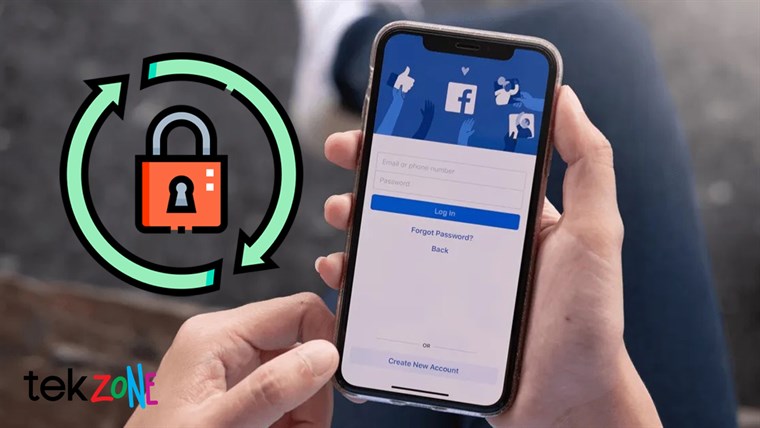 f
Email or phone number
Password
Log In
Forgot Password?
Back
OR
Create New Account
tekZONE